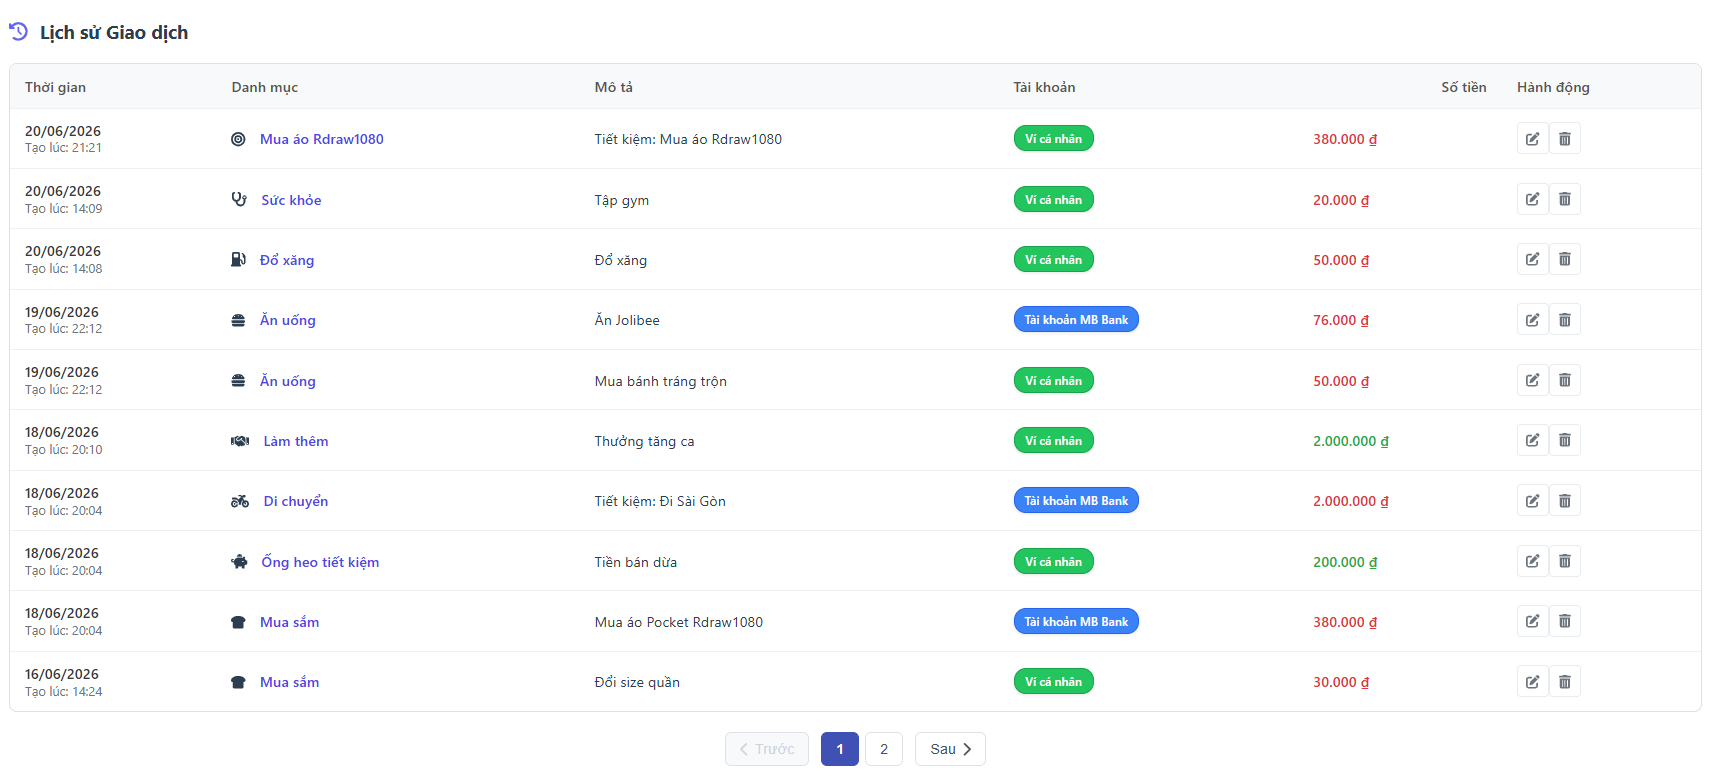 Lịch sử Giao dịch
Thời gian Danh mục Mô tả Tài khoản Số tiền Hành động
20/06/2026
Tạo lúc: 21:21
Mua áo Rdraw1080 Tiết kiệm: Mua áo Rdraw1080 Ví cá nhân 380.000 ₫
20/06/2026
Tạo lúc: 14:09
Sức khỏe Tập gym Ví cá nhân 20.000 ₫
20/06/2026
Tạo lúc: 14:08
Đổ xăng Đổ xăng Ví cá nhân 50.000 ₫
19/06/2026
Tạo lúc: 22:12
Ăn uống Ăn Jolibee Tài khoản MB Bank 76.000 ₫
19/06/2026
Tạo lúc: 22:12
Ăn uống Mua bánh tráng trộn Ví cá nhân 50.000 ₫
18/06/2026
Tạo lúc: 20:10
Làm thêm Thưởng tăng ca Ví cá nhân 2.000.000 ₫
18/06/2026
Tạo lúc: 20:04
Di chuyển Tiết kiệm: Đi Sài Gòn Tài khoản MB Bank 2.000.000 ₫
18/06/2026
Tạo lúc: 20:04
Ống heo tiết kiệm Tiền bán dừa Ví cá nhân 200.000 ₫
18/06/2026
Tạo lúc: 20:04
Mua sắm Mua áo Pocket Rdraw1080 Tài khoản MB Bank 380.000 ₫
16/06/2026
Tạo lúc: 14:24
Mua sắm Đổi size quần Ví cá nhân 30.000 ₫
Trước 1 2 Sau